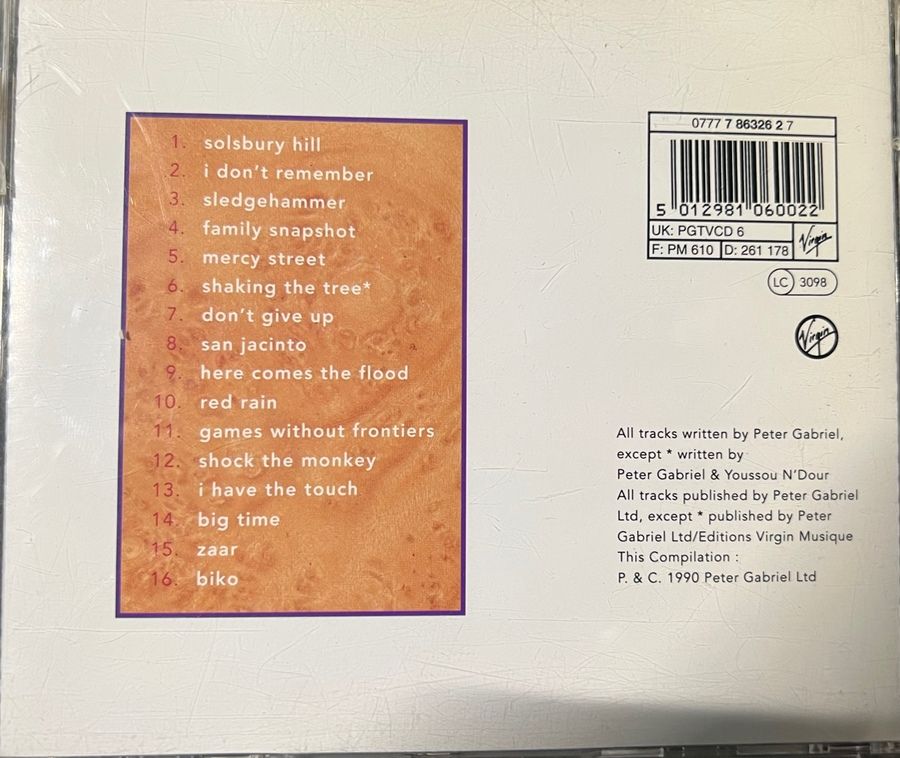 1. solsbury hill
2. i don't remember
3. sledgehammer
4. family snapshot
5. mercy street
6. shaking the tree*
7. don't give up
8. san jacinto
9. here comes the flood
10. red rain
11. games without frontiers
12. shock the monkey
13. i have the touch
14. big time
15. zaar
16. biko
0777 7 86326 2 7
5 012981 060022
UK: PGTVCD 6
F: PM 610 D: 261 178 Virgin
LC 3098
Virgin
All tracks written by Peter Gabriel,
except * written by
Peter Gabriel & Youssou N'Dour
All tracks published by Peter Gabriel
Ltd, except * published by Peter
Gabriel Ltd/Editions Virgin Musique
This Compilation :
P. & C. 1990 Peter Gabriel Ltd